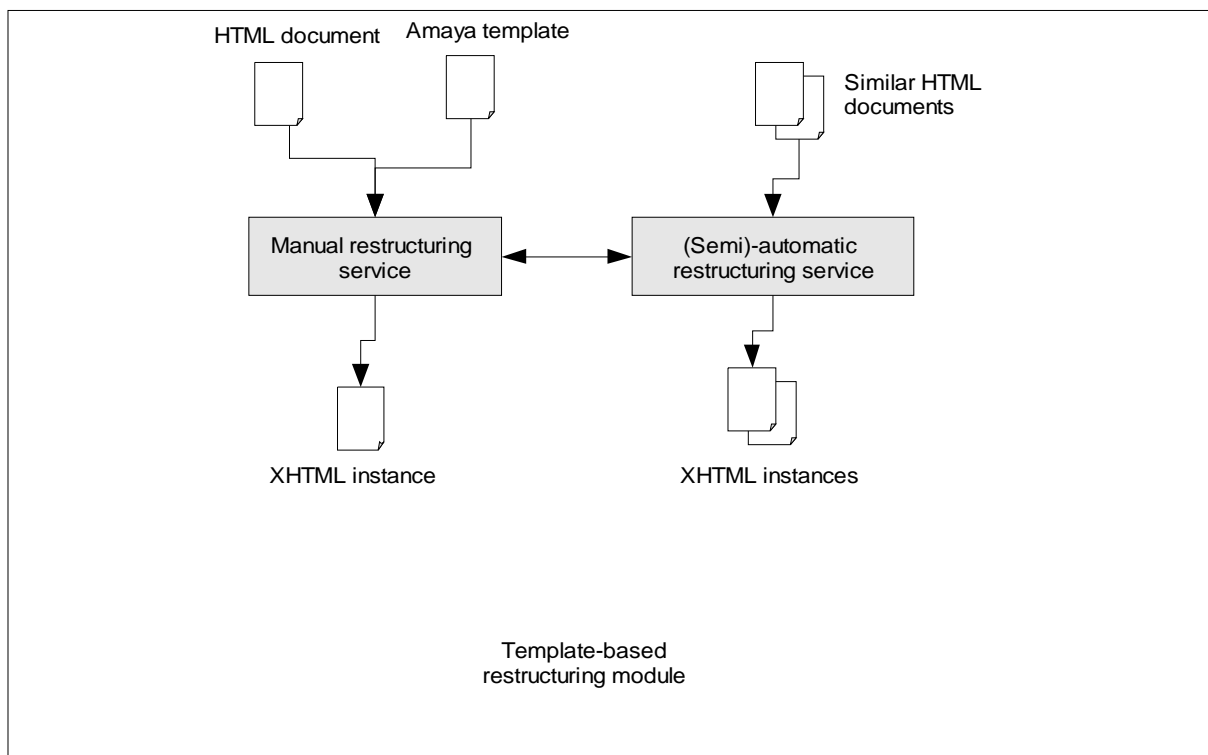 HTML document
Amaya template
Similar HTML
documents
Manual restructuring
service
(Semi)-automatic
restructuring service
XHTML instance
XHTML instances
Template-based
restructuring module